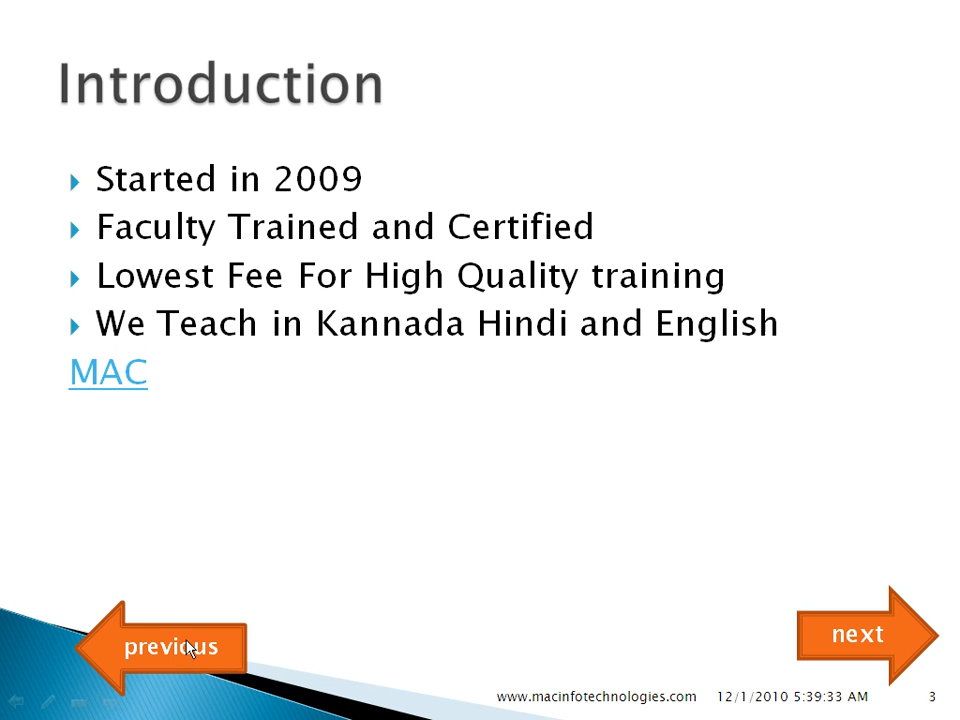 Introduction
Started in 2009
Faculty Trained and Certified
Lowest Fee For High Quality training
We Teach in Kannada Hindi and English
MAC
previous
next
www.macinfotechnologies.com 12/1/2010 5:39:33 AM 3